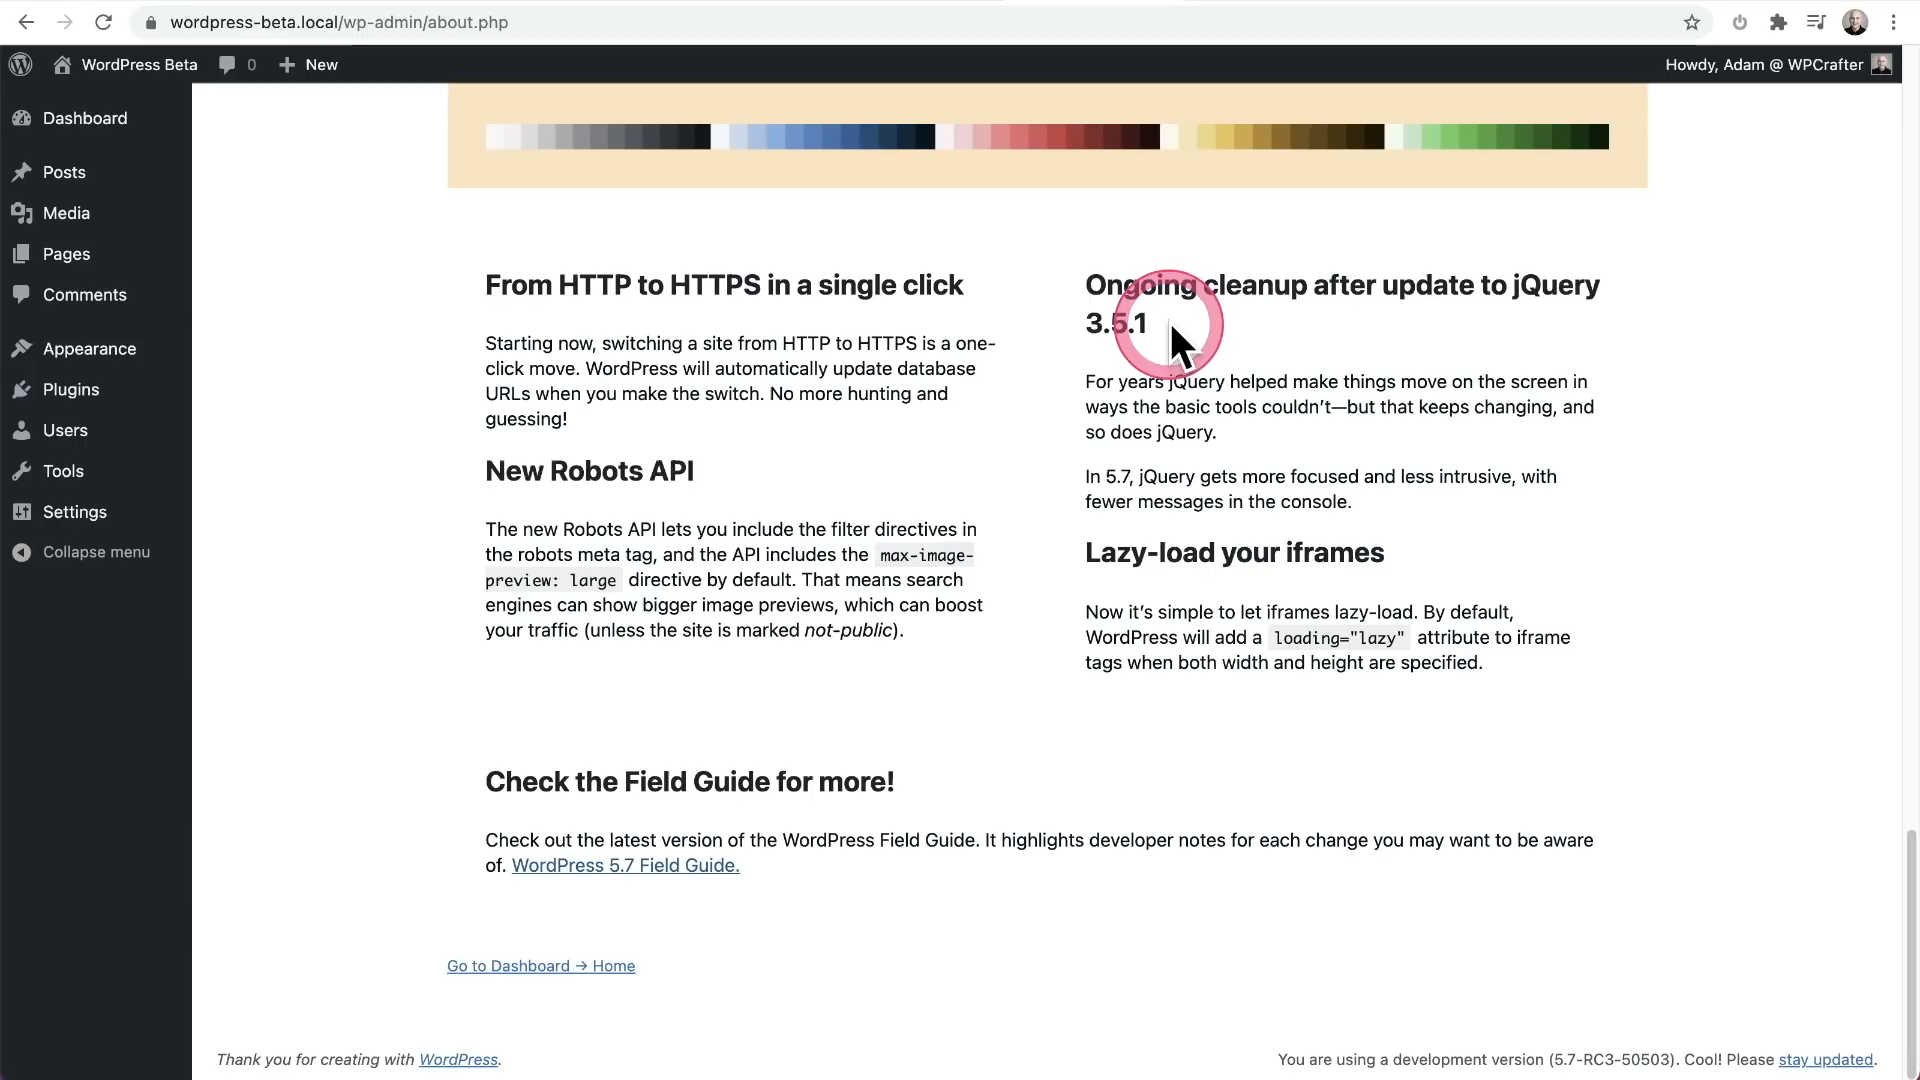 wordpress-beta.local/wp-admin/about.php
WordPress Beta
0
New
Howdy, Adam @ WPCrafter
Dashboard
Posts
Media
Pages
Comments
Appearance
Plugins
Users
Tools
Settings
Collapse menu
From HTTP to HTTPS in a single click
Starting now, switching a site from HTTP to HTTPS is a one-
click move. WordPress will automatically update database
URLs when you make the switch. No more hunting and
guessing!
New Robots API
The new Robots API lets you include the filter directives in
the robots meta tag, and the API includes the max-image-
preview: large directive by default. That means search
engines can show bigger image previews, which can boost
your traffic (unless the site is marked not-public).
Ongoing cleanup after update to jQuery
3.5.1
For years jQuery helped make things move on the screen in
ways the basic tools couldn’t—but that keeps changing, and
so does jQuery.
In 5.7, jQuery gets more focused and less intrusive, with
fewer messages in the console.
Lazy-load your iframes
Now it’s simple to let iframes lazy-load. By default,
WordPress will add a loading="lazy" attribute to iframe
tags when both width and height are specified.
Check the Field Guide for more!
Check out the latest version of the WordPress Field Guide. It highlights developer notes for each change you may want to be aware
of. WordPress 5.7 Field Guide.
Go to Dashboard → Home
Thank you for creating with WordPress.
You are using a development version (5.7-RC3-50503). Cool! Please stay updated.